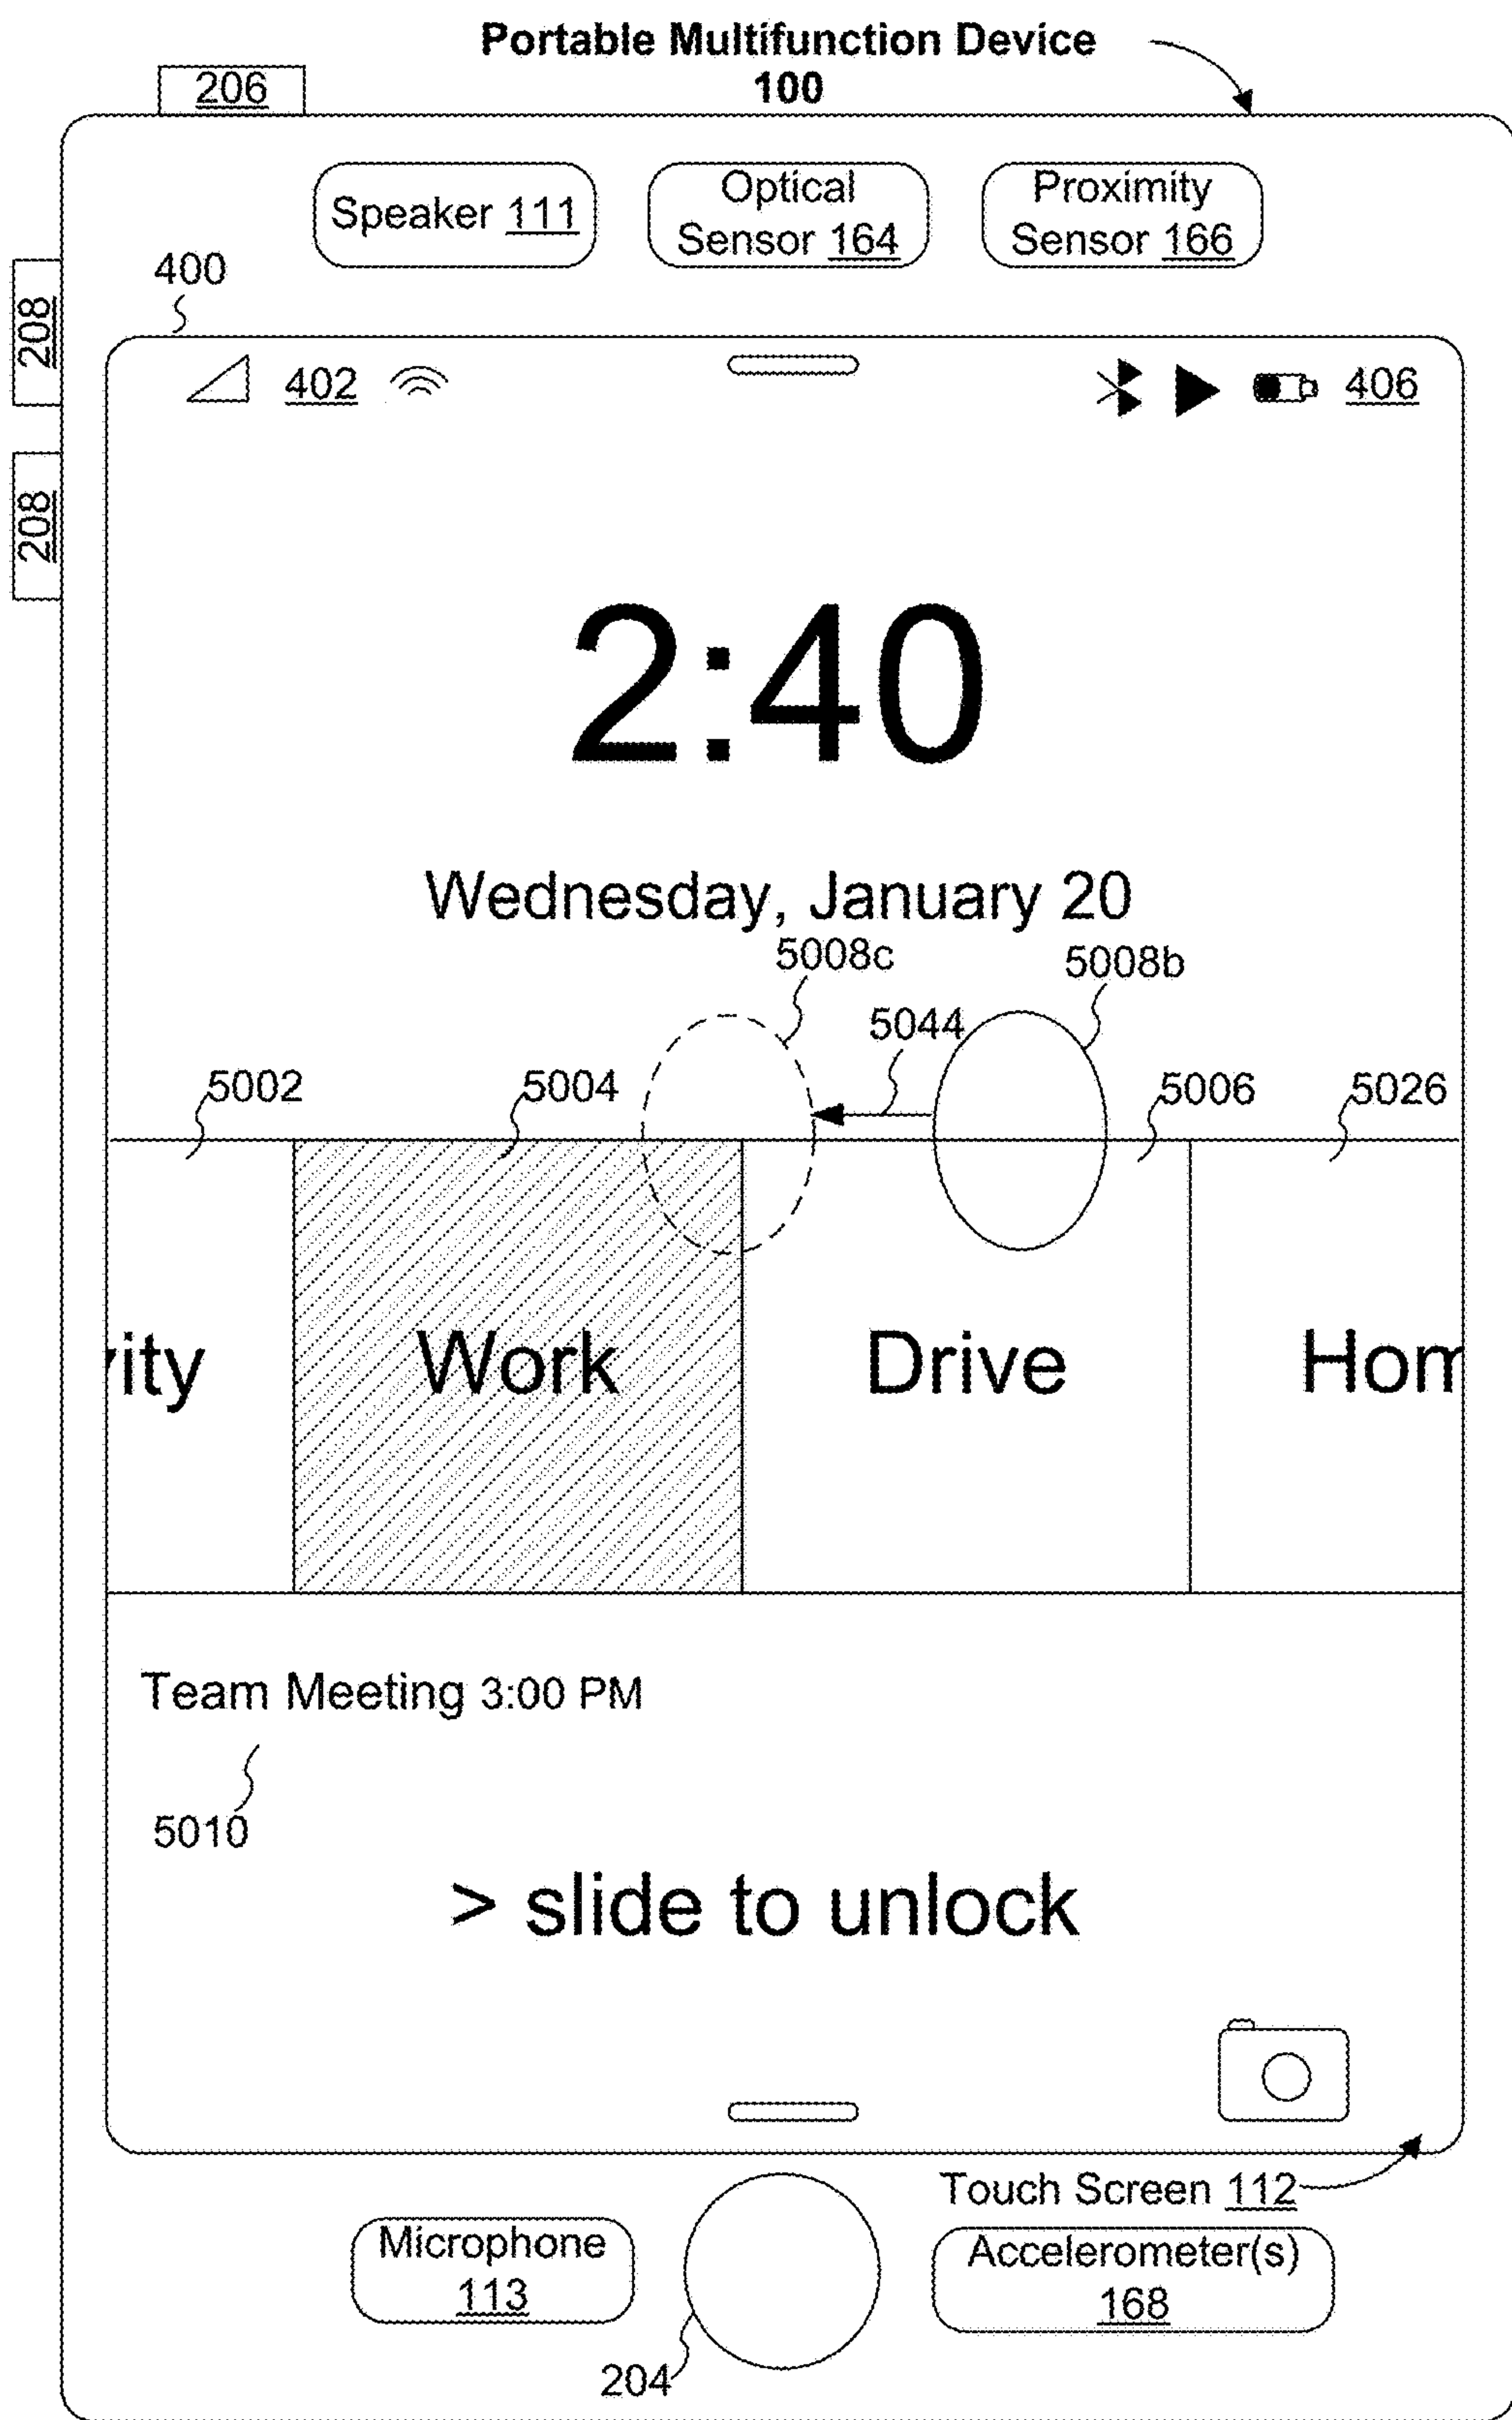 Portable Multifunction Device
100
206
Speaker 111
Optical
Sensor 164
Proximity
Sensor 166
208
400
402
406
208
2:40
Wednesday, January 20
5008c
5008b
5044
5002
5004
5006
5026
ity
Work
Drive
Hom
Team Meeting 3:00 PM
5010
> slide to unlock
Touch Screen 112
Microphone
113
Accelerometer(s)
168
204